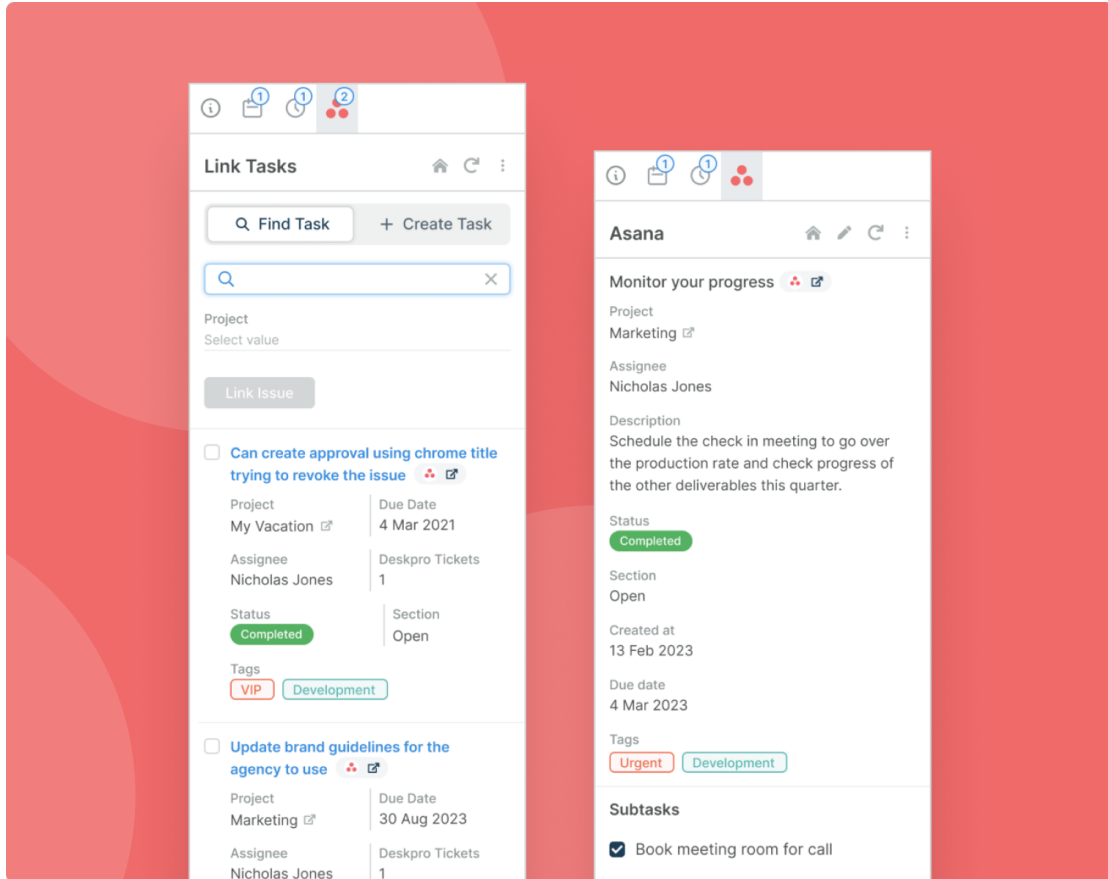 1
1
2
Link Tasks
Find Task
+ Create Task
Project
Select value
Link Issue
Can create approval using chrome title
trying to revoke the issue
Project
Due Date
My Vacation
4 Mar 2021
Assignee
Deskpro Tickets
Nicholas Jones
1
Status
Section
Completed
Open
Tags
VIP
Development
Update brand guidelines for the
agency to use
Project
Due Date
Marketing
30 Aug 2023
Assignee
Deskpro Tickets
Nicholas Jones
1
1
1
Asana
Monitor your progress
Project
Marketing
Assignee
Nicholas Jones
Description
Schedule the check in meeting to go over
the production rate and check progress of
the other deliverables this quarter.
Status
Completed
Section
Open
Created at
13 Feb 2023
Due date
4 Mar 2023
Tags
Urgent
Development
Subtasks
Book meeting room for call